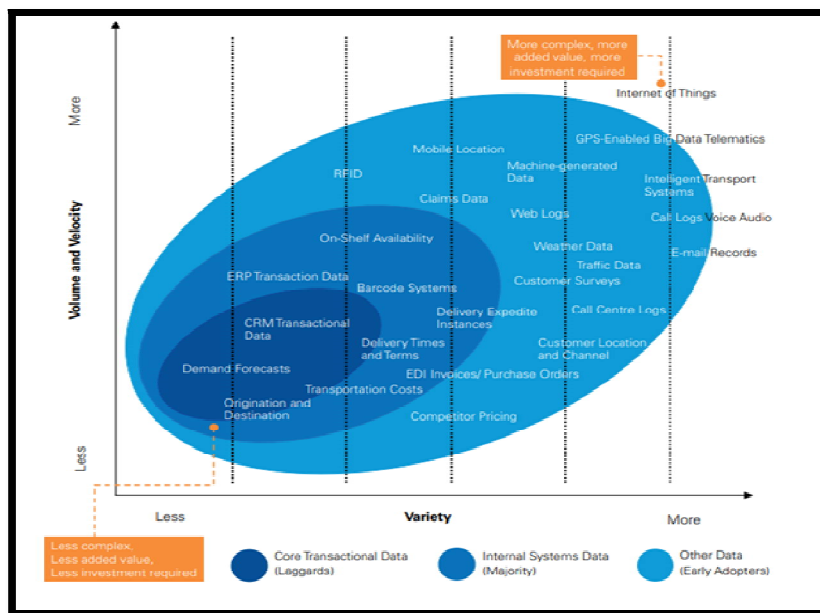 More complex, more
added value, more
investment required
Internet of Things
GPS-Enabled Big Data Telematics
Mobile Location
Machine-generated
Data
RFID
Intelligent Transport
Systems
Claims Data
Web Logs
Call Logs Voice Audio
On-Shelf Availability
Weather Data
E-mail Records
Traffic Data
ERP Transaction Data
Customer Surveys
Barcode Systems
Delivery Expedite
Instances
Call Centre Logs
CRM Transactional
Data
Delivery Times
and Terms
Customer Location
and Channel
Demand Forecasts
EDI Invoices/ Purchase Orders
Transportation Costs
Origination and
Destination
Competitor Pricing
More
Volume and Velocity
Less
Less
Variety
More
Less complex,
Less added value,
Less investment required
Core Transactional Data
(Laggards)
Internal Systems Data
(Majority)
Other Data
(Early Adopters)